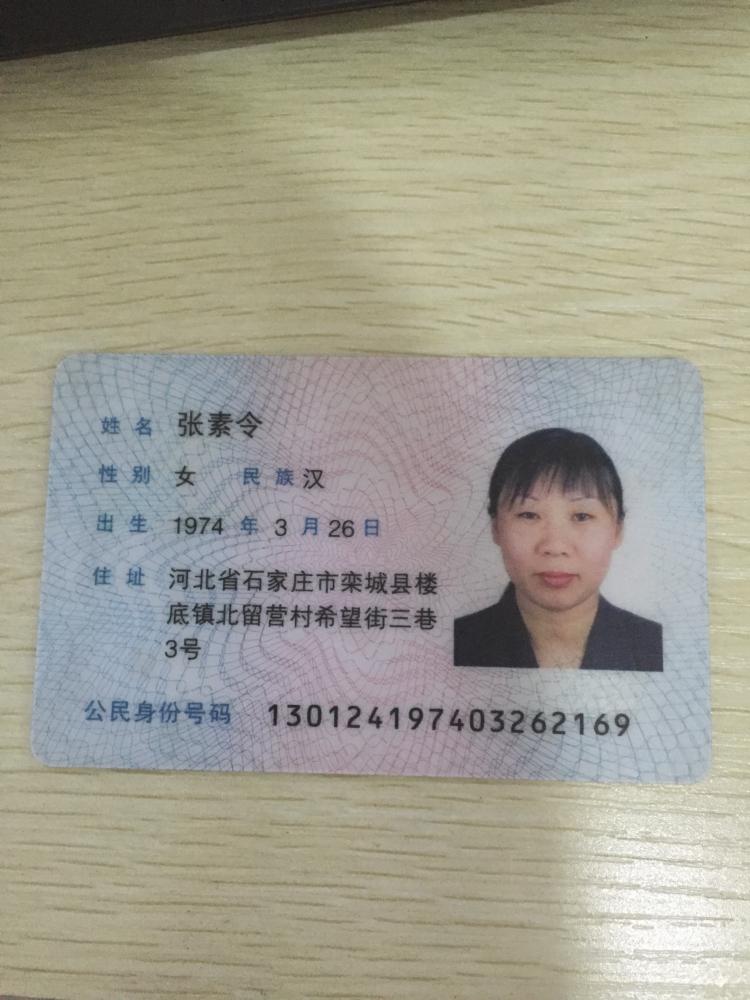 姓名 张素令
性别 女 民族 汉
出生 1974 年 3 月 26 日
住址 河北省石家庄市栾城县楼
底镇北留营村希望街三巷
3号
公民身份号码 130124197403262169